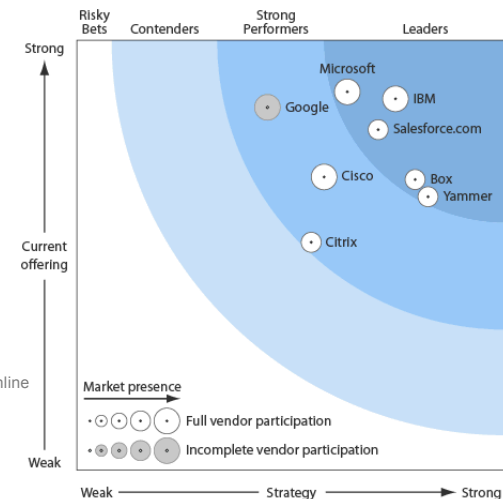 Risky
Bets
Contenders
Strong
Performers
Leaders
Strong
Microsoft
IBM
Google
Salesforce.com
Cisco
Box
Yammer
Current
offering
Citrix
nline
Market presence
Full vendor participation
Incomplete vendor participation
Weak
Weak
Strategy
Strong